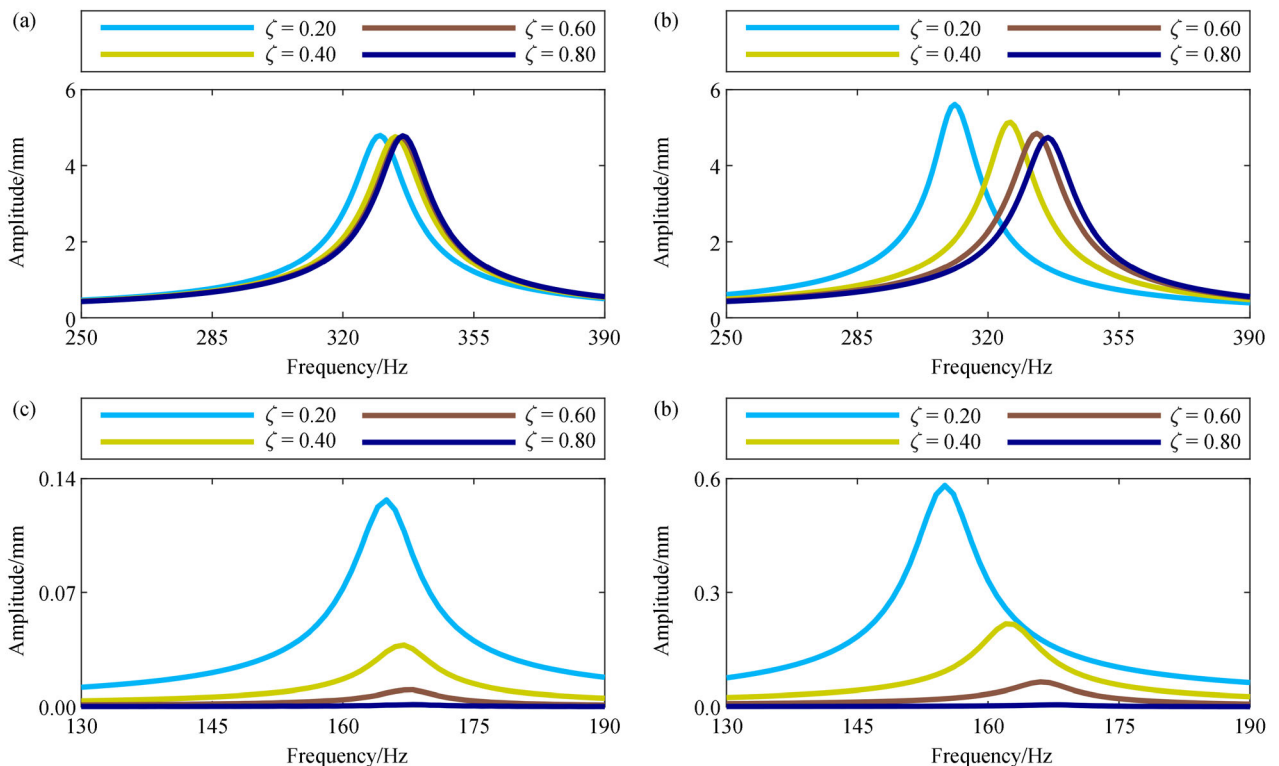 (a)
ζ = 0.20
ζ = 0.60
ζ = 0.40
ζ = 0.80
6
4
2
0
Amplitude/mm
250
285
320
355
390
Frequency/Hz
(b)
ζ = 0.20
ζ = 0.60
ζ = 0.40
ζ = 0.80
6
4
2
0
Amplitude/mm
250
285
320
355
390
Frequency/Hz
(c)
ζ = 0.20
ζ = 0.60
ζ = 0.40
ζ = 0.80
0.14
0.07
0.00
Amplitude/mm
130
145
160
175
190
Frequency/Hz
(b)
ζ = 0.20
ζ = 0.60
ζ = 0.40
ζ = 0.80
0.6
0.3
0.0
Amplitude/mm
130
145
160
175
190
Frequency/Hz